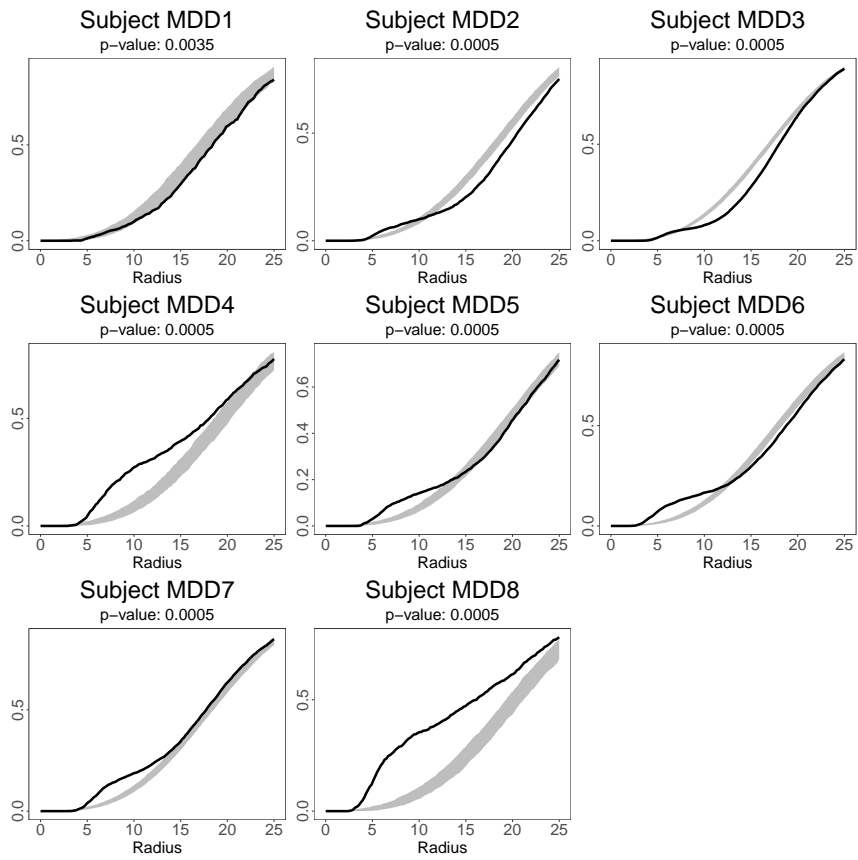 Subject MDD1
p-value: 0.0035
0.5
0.0
0 5 10 15 20 25
Radius
Subject MDD2
p-value: 0.0005
0.5
0.0
0 5 10 15 20 25
Radius
Subject MDD3
p-value: 0.0005
0.5
0.0
0 5 10 15 20 25
Radius
Subject MDD4
p-value: 0.0005
0.5
0.0
0 5 10 15 20 25
Radius
Subject MDD5
p-value: 0.0005
0.6
0.4
0.2
0.0
0 5 10 15 20 25
Radius
Subject MDD6
p-value: 0.0005
0.5
0.0
0 5 10 15 20 25
Radius
Subject MDD7
p-value: 0.0005
0.5
0.0
0 5 10 15 20 25
Radius
Subject MDD8
p-value: 0.0005
0.5
0.0
0 5 10 15 20 25
Radius